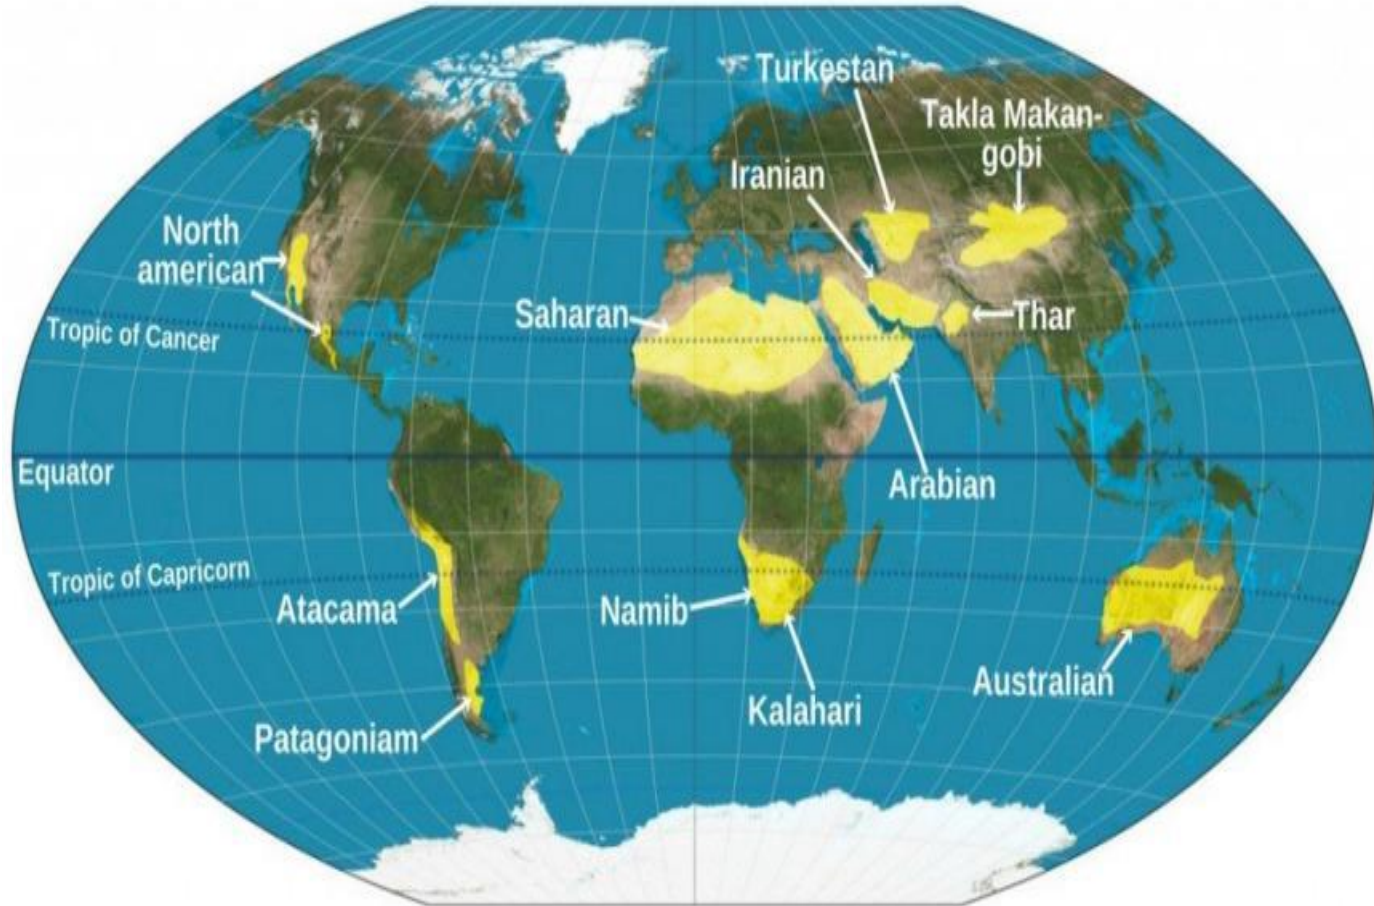 Turkestan
Takla Makan-
gobi
Iranian
North
american
Saharan
Thar
Tropic of Cancer
Equator
Arabian
Tropic of Capricorn
Atacama
Namib
Australian
Kalahari
Patagoniam